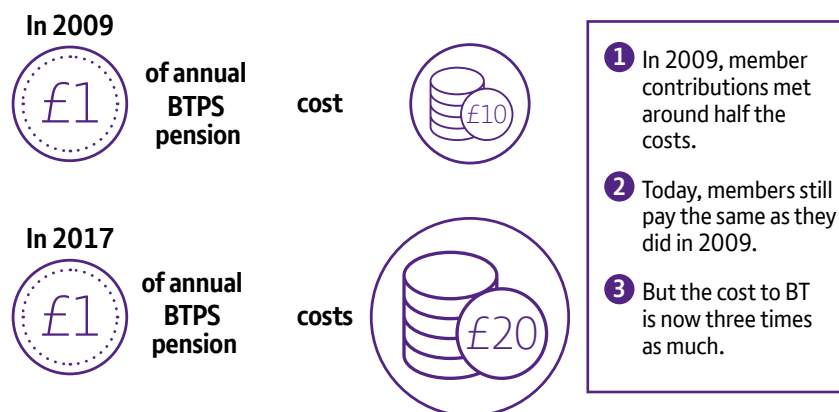 In 2009
£1
of annual
BTPS
pension
cost
£10
In 2017
£1
of annual
BTPS
pension
costs
£20
1 In 2009, member
contributions met
around half the
costs.
2 Today, members still
pay the same as they
did in 2009.
3 But the cost to BT
is now three times
as much.